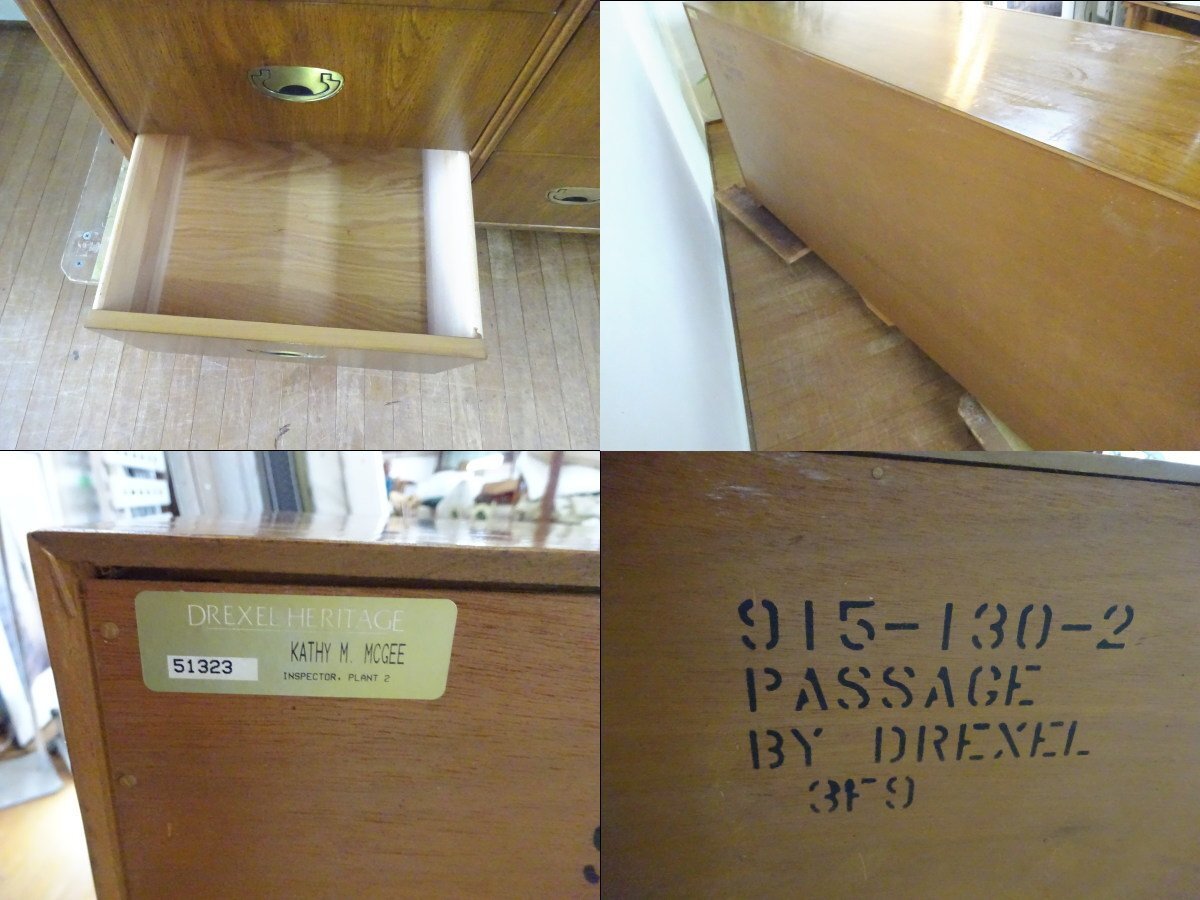 DREXEL HERITAGE
KATHY M. MCGEE
51323
INSPECTOR, PLANT 2
915-130-2
PASSAGE
BY DREXEL
3F9